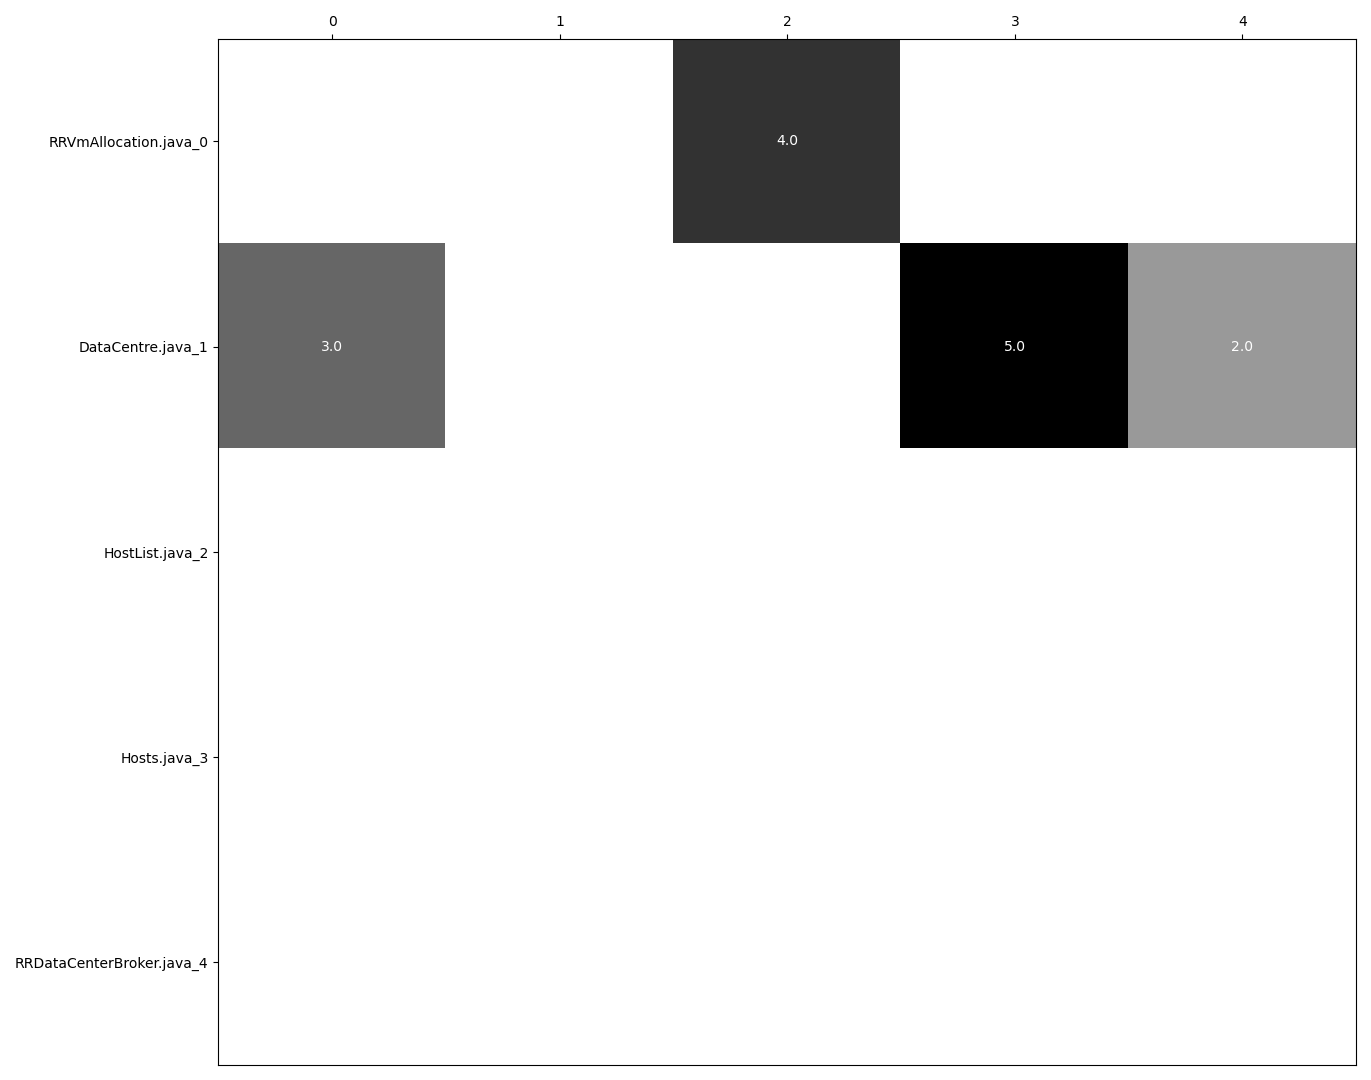 0 1 2 3 4
RRVmAllocation.java_0 4.0
DataCentre.java_1 3.0 5.0 2.0
HostList.java_2
Hosts.java_3
RRDataCenterBroker.java_4